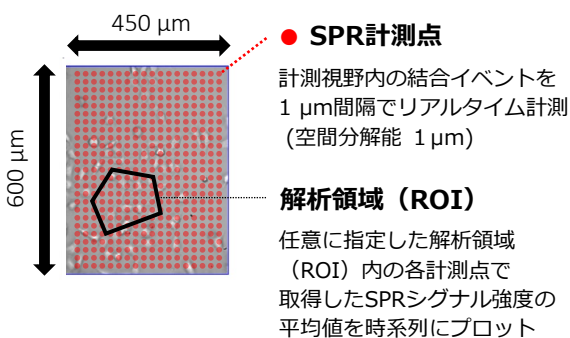 450 μm
600 μm
● SPR計測点
計測視野内の結合イベントを
1 μm間隔でリアルタイム計測
(空間分解能 1μm)
解析領域（ROI）
任意に指定した解析領域
（ROI）内の各計測点で
取得したSPRシグナル強度の
平均値を時系列にプロット